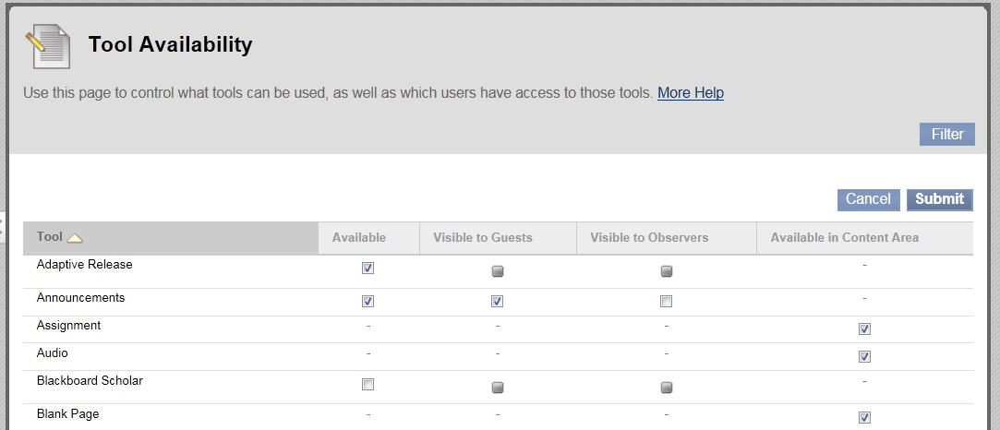 Tool Availability
Use this page to control what tools can be used, as well as which users have access to those tools. More Help
Filter
Cancel Submit
Tool Available Visible to Guests Visible to Observers Available in Content Area
Adaptive Release -
Announcements -
Assignment - - -
Audio - - -
Blackboard Scholar -
Blank Page - - -